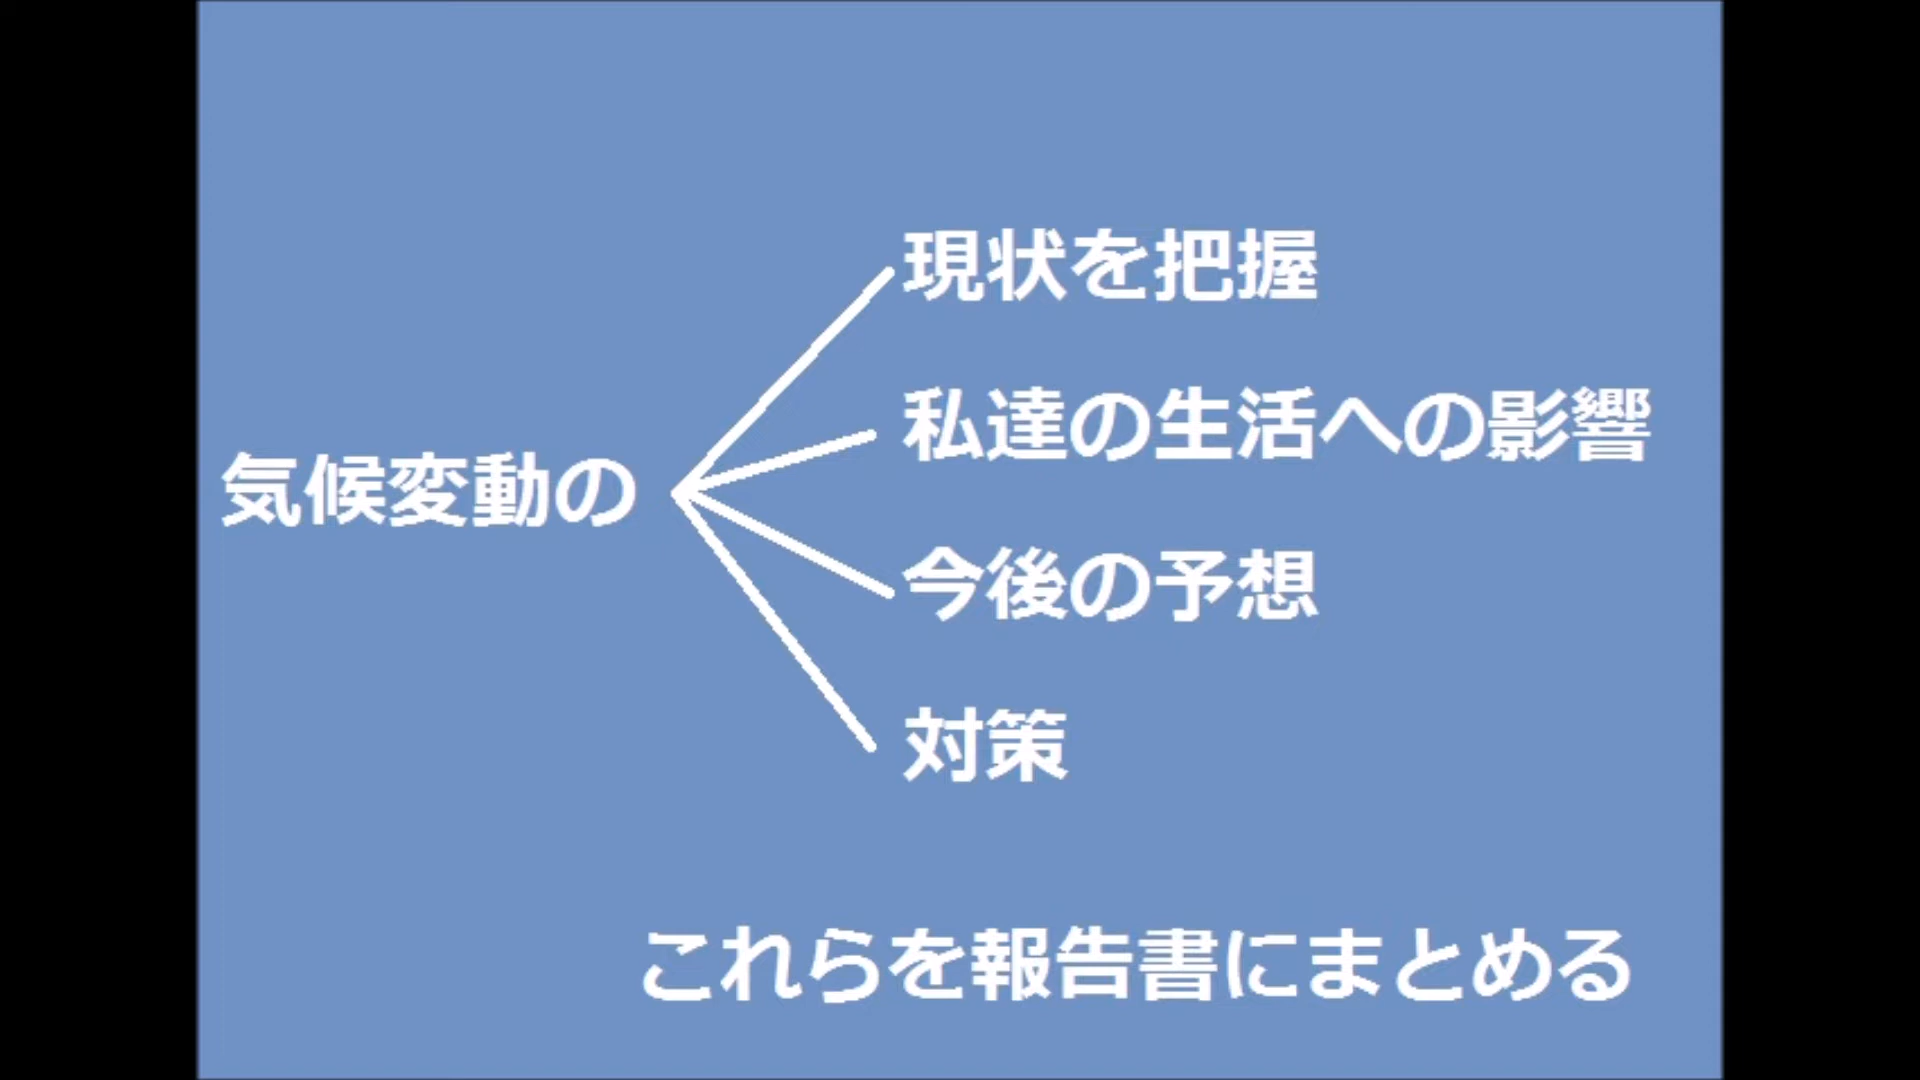 気候変動の
現状を把握
私達の生活への影響
今後の予想
対策
これらを報告書にまとめる